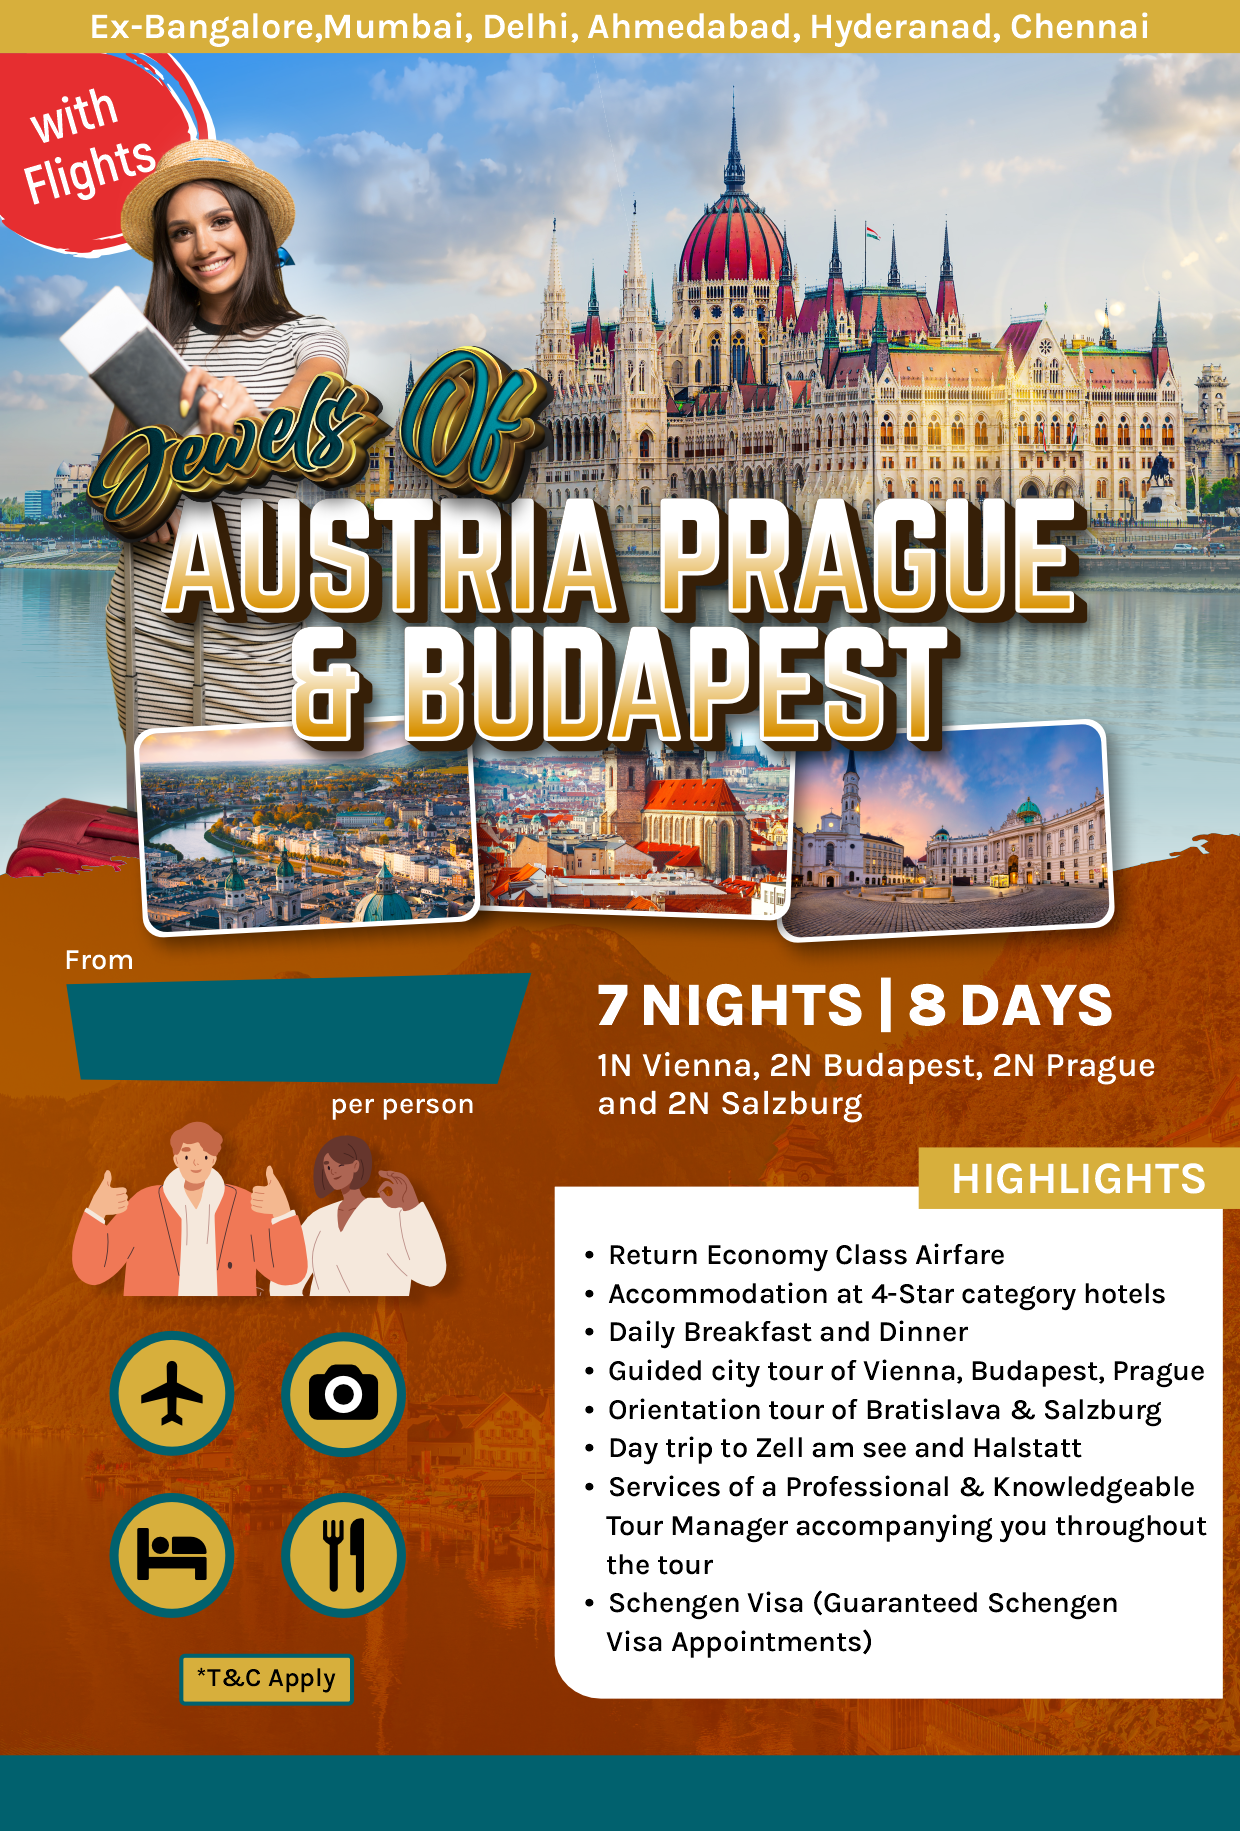 Ex-Bangalore,Mumbai, Delhi, Ahmedabad, Hyderanad, Chennai
with
Flights
Jewels Of
AUSTRIA PRAGUE
& BUDAPEST
From
per person
7 NIGHTS | 8 DAYS
1N Vienna, 2N Budapest, 2N Prague
and 2N Salzburg
HIGHLIGHTS
• Return Economy Class Airfare
• Accommodation at 4-Star category hotels
• Daily Breakfast and Dinner
• Guided city tour of Vienna, Budapest, Prague
• Orientation tour of Bratislava & Salzburg
• Day trip to Zell am see and Halstatt
• Services of a Professional & Knowledgeable
Tour Manager accompanying you throughout
the tour
• Schengen Visa (Guaranteed Schengen
Visa Appointments)
*T&C Apply